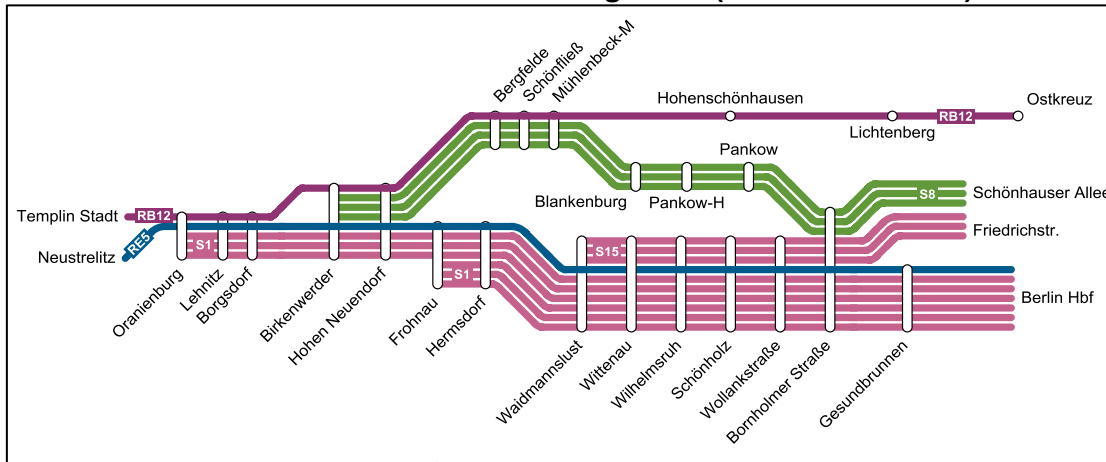 Bergfelde
Schönfließ
Mühlenbeck-M
Hohenschönhausen
Ostkreuz
RB12
Lichtenberg
Pankow
Blankenburg
Pankow-H
S8
Schönhauser Allee
Templin Stadt
RB12
Friedrichstr.
Neustrelitz
RE5
S1
S15
S1
Berlin Hbf
Oranienburg
Lehnitz
Borgsdorf
Birkenwerder
Hohen Neuendorf
Frohnau
Hermsdorf
Waidmannslust
Wittenau
Wilhelmsruh
Schönholz
Wollankstraße
Bornholmer Straße
Gesundbrunnen